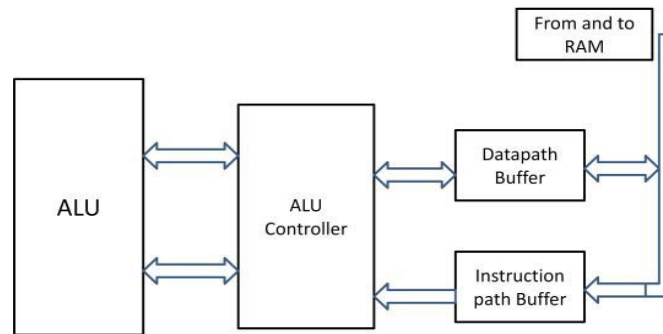 From and to
RAM
ALU
ALU
Controller
Datapath
Buffer
Instruction
path Buffer